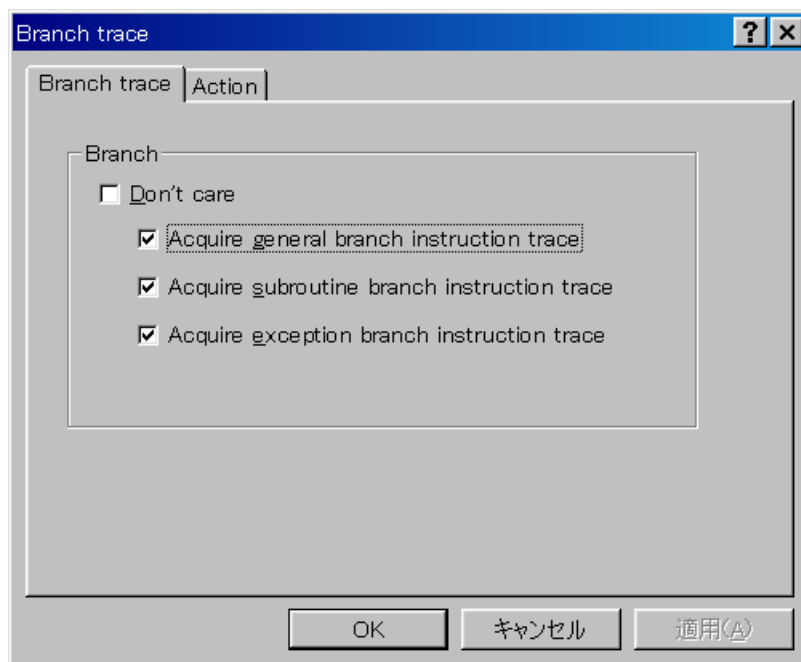 Branch trace
Branch trace Action
Branch
Don't care
Acquire general branch instruction trace
Acquire subroutine branch instruction trace
Acquire exception branch instruction trace
OK キャンセル 適用(A)